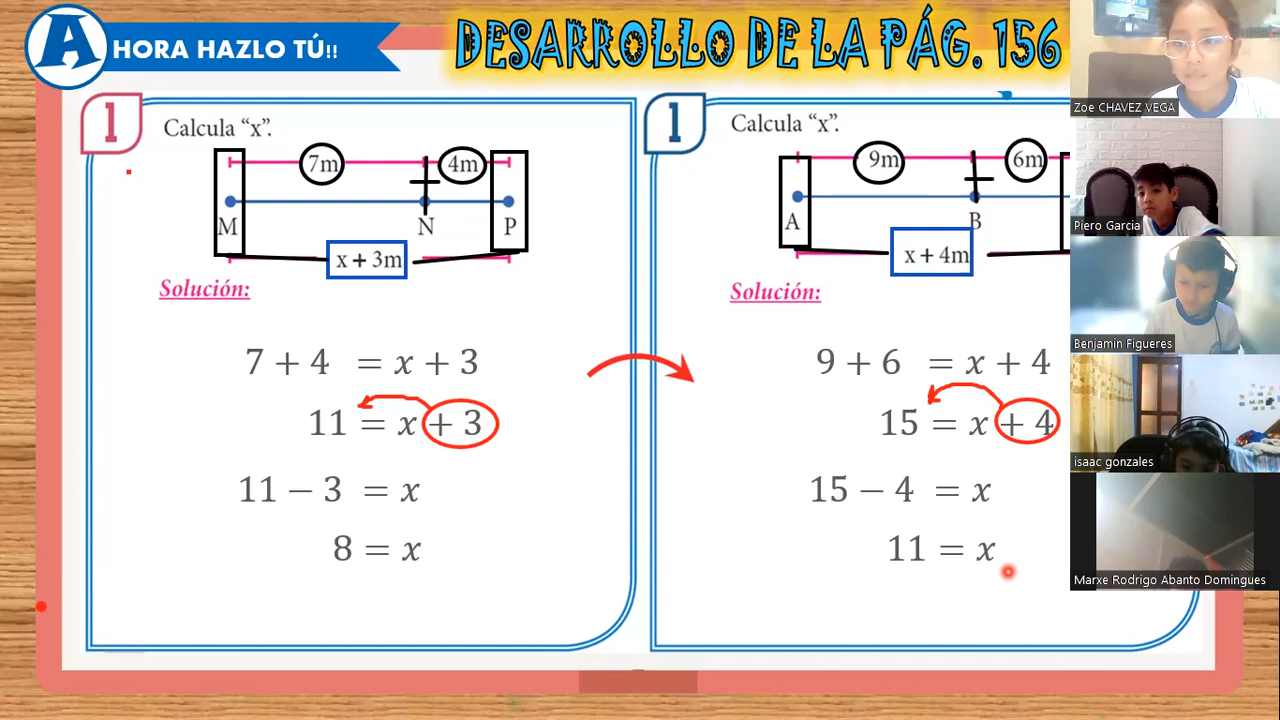 AHORA HAZLO TÚ!!
DESARROLLO DE LA PÁG. 156
1
Calcula “x”.
7m
4m
M
N
P
x + 3m
Solución:
7 + 4 = x + 3
11 = x + 3
11 − 3 = x
8 = x
1
Calcula “x”.
9m
6m
A
B
x + 4m
Solución:
9 + 6 = x + 4
15 = x + 4
15 − 4 = x
11 = x
Zoe CHAVEZ VEGA
Piero Garcia
Benjamin Figueres
isaac gonzales
Marxe Rodrigo Abanto Domingues